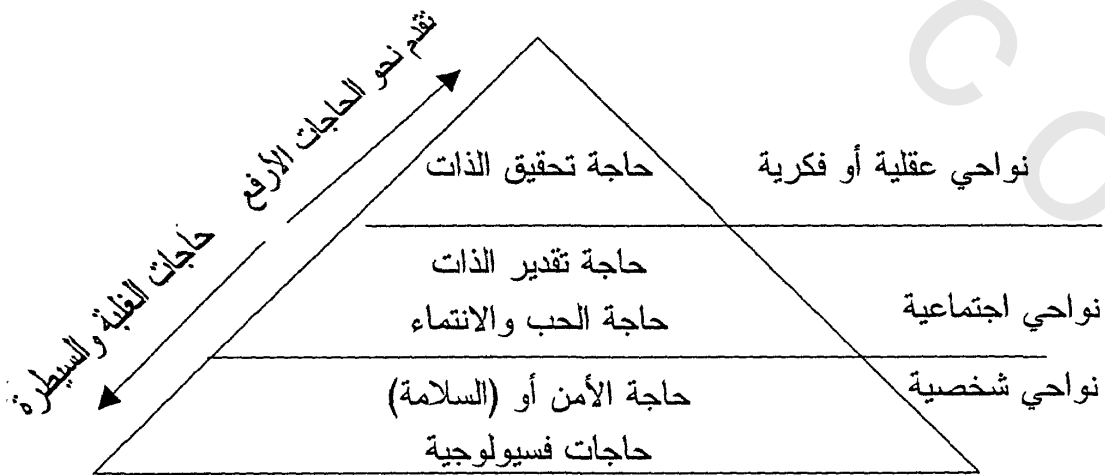 تقدم نحو الحاجات الأرفع
حاجات الغلبة والسيطرة
حاجة تحقيق الذات
نواحي عقلية أو فكرية
حاجة تقدير الذات
حاجة الحب والانتماء
نواحي اجتماعية
حاجة الأمن أو (السلامة)
نواحي شخصية
حاجات فسيولوجية
C
O